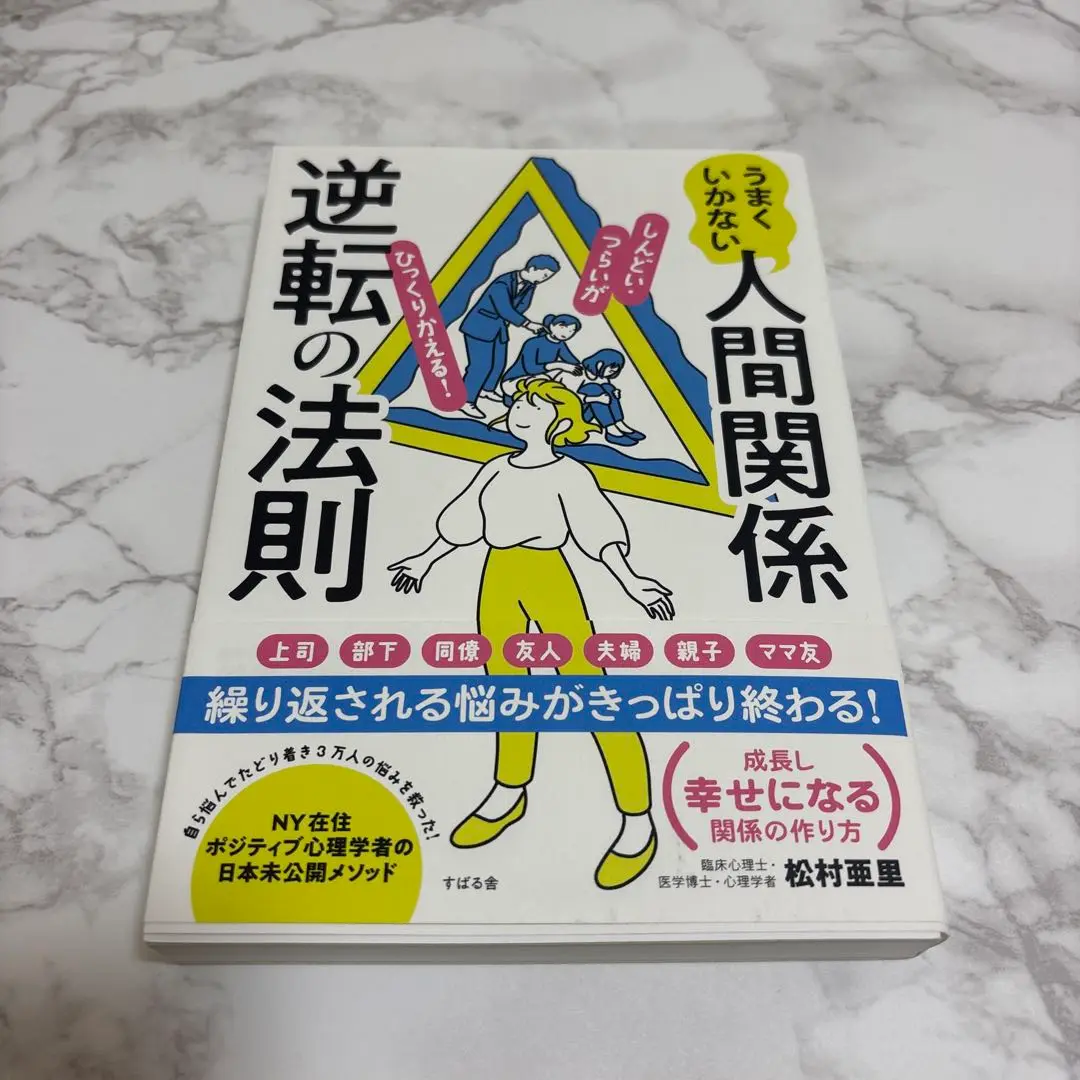 うまく
いかない
人間関係
しんどい・
つらいが
ひっくりかえる！
逆転の法則
上司 部下 同僚 友人 夫婦 親子 ママ友
繰り返される悩みがきっぱり終わる！
自ら悩んでたどり着き３万人の悩みを救った！
NY在住
ポジティブ心理学者の
日本未公開メソッド
成長し
幸せになる
関係の作り方
臨床心理士・
医学博士・心理学者
松村亜里
すばる舎